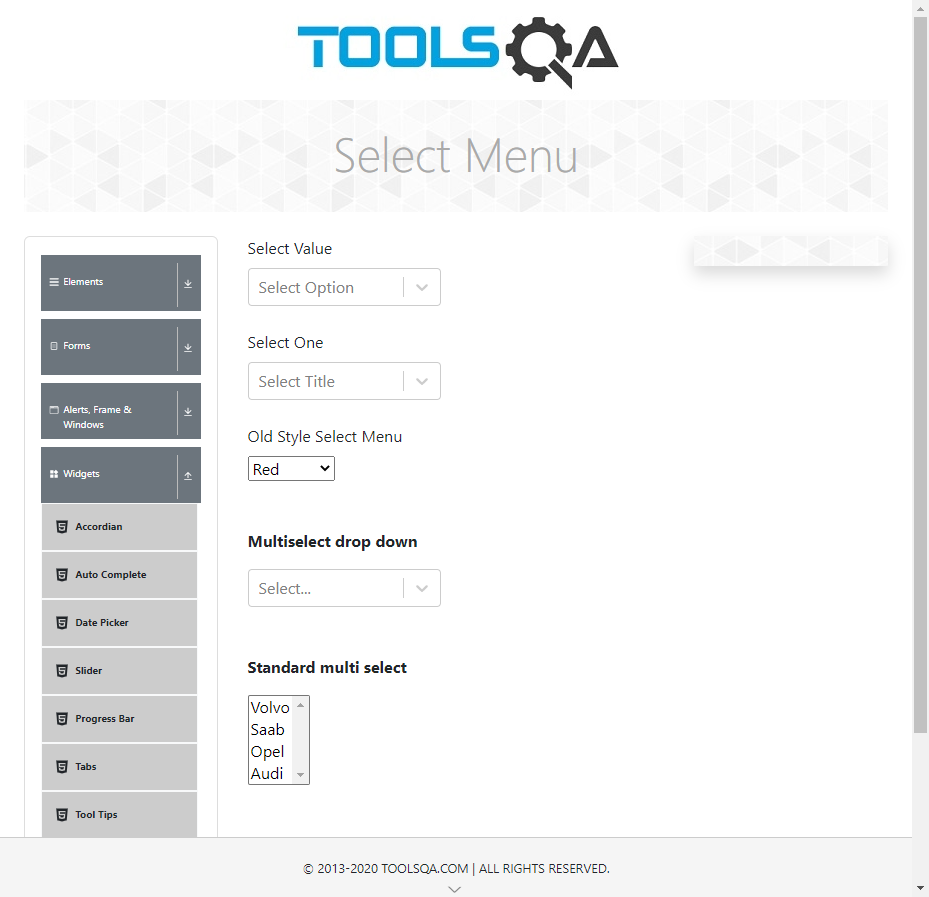 TOOLSQA
Select Menu
Elements
Forms
Alerts, Frame &
Windows
Widgets
Accordian
Auto Complete
Date Picker
Slider
Progress Bar
Tabs
Tool Tips
Select Value
Select Option
Select One
Select Title
Old Style Select Menu
Red
Multiselect drop down
Select...
Standard multi select
Volvo
Saab
Opel
Audi
© 2013-2020 TOOLSQA.COM | ALL RIGHTS RESERVED.